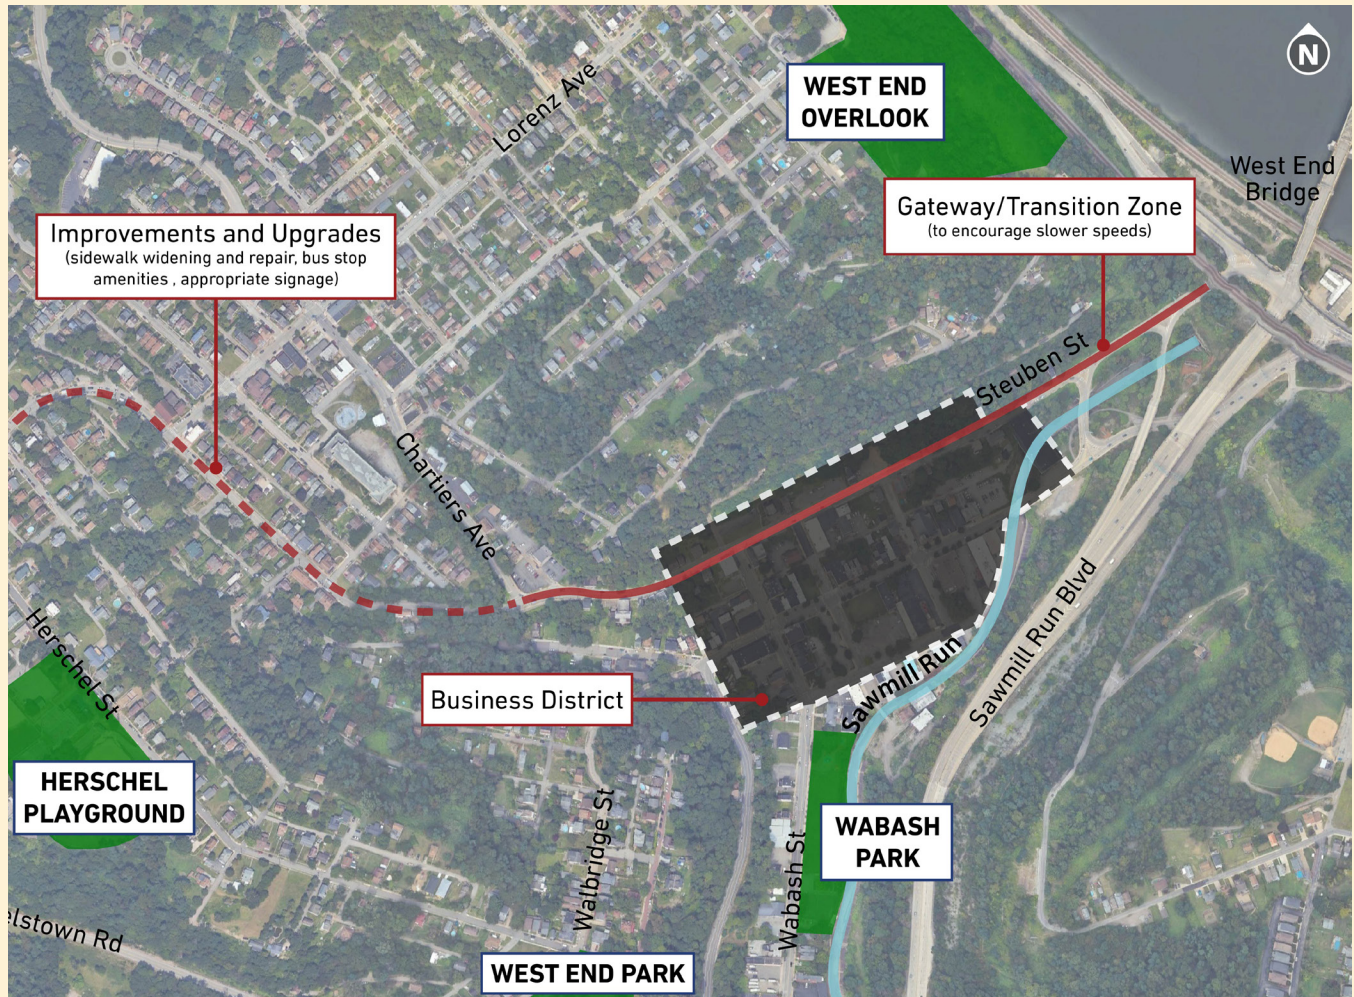 N
Lorenz Ave
WEST END
OVERLOOK
West End
Bridge
Gateway/Transition Zone
(to encourage slower speeds)
Improvements and Upgrades
(sidewalk widening and repair, bus stop
amenities , appropriate signage)
Steuben St
Chartiers Ave
Sawmill Run Blvd
Sawmill Run
Herschel St
Business District
HERSCHEL
PLAYGROUND
WABASH
PARK
Walbridge St
Wabash St
elstown Rd
WEST END PARK